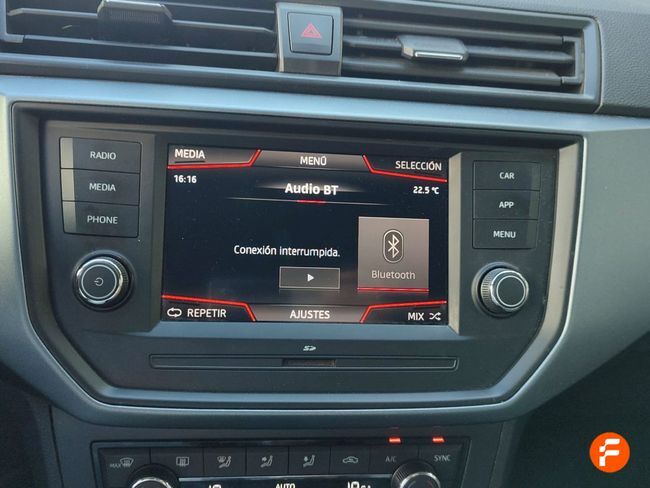 RADIO
MEDIA
PHONE
MEDIA MENÚ SELECCIÓN
16:16 Audio BT 22.5 °C
Conexión interrumpida.
Bluetooth
REPETIR AJUSTES MIX
CAR
APP
MENU
SD
MAX A/C SYNC
AUTO